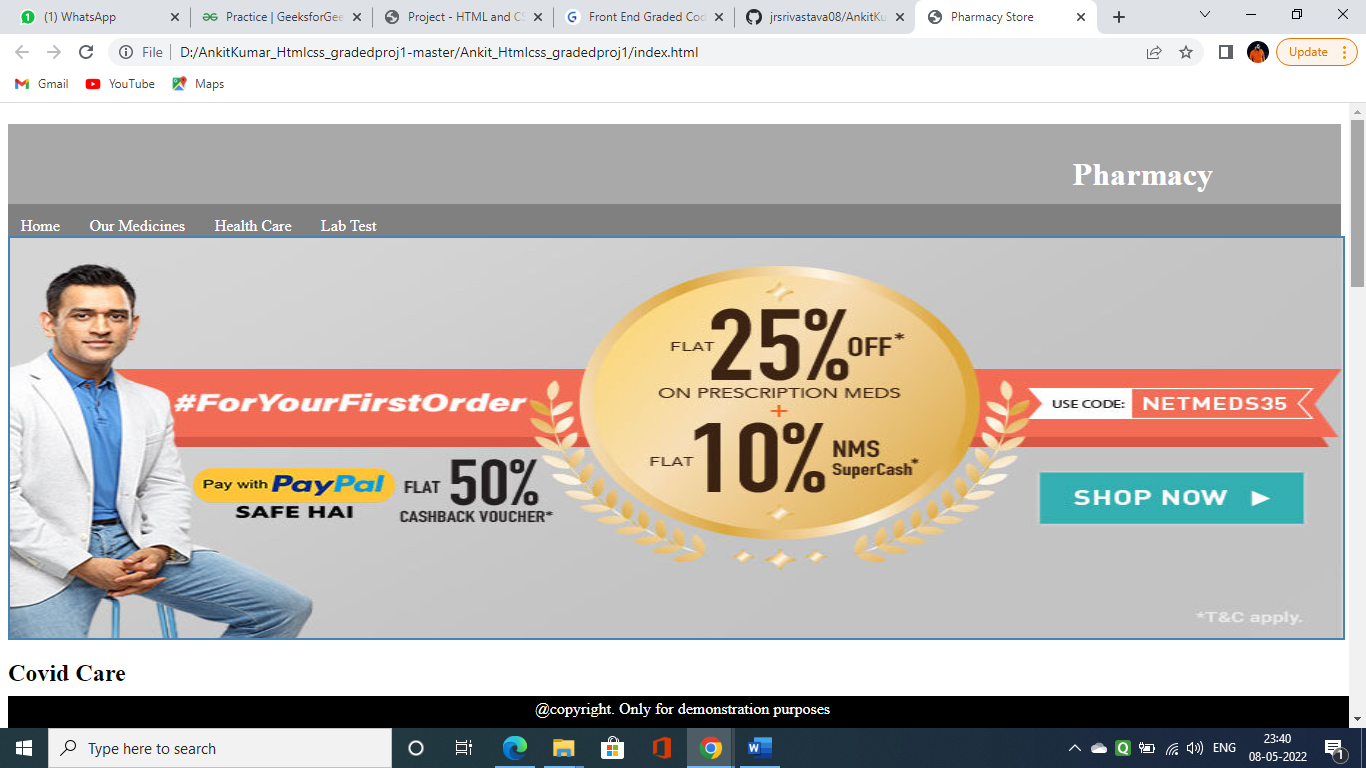 (1) WhatsApp
Practice | GeeksforGee
Project - HTML and CS
Front End Graded Cod
jrsrivastava08/AnkitKu
Pharmacy Store
File | D:/AnkitKumar_Htmlcss_gradedproj1-master/Ankit_Htmlcss_gradedproj1/index.html
Update
Gmail YouTube Maps
Pharmacy
Home Our Medicines Health Care Lab Test
FLAT 25% OFF*
ON PRESCRIPTION MEDS
+
FLAT 10% NMS SuperCash*
#ForYourFirstOrder
USE CODE: NETMEDS35
Pay with PayPal
SAFE HAI
FLAT 50%
CASHBACK VOUCHER*
SHOP NOW
*T&C apply.
Covid Care
@copyright. Only for demonstration purposes
Type here to search
ENG
23:40
08-05-2022
1